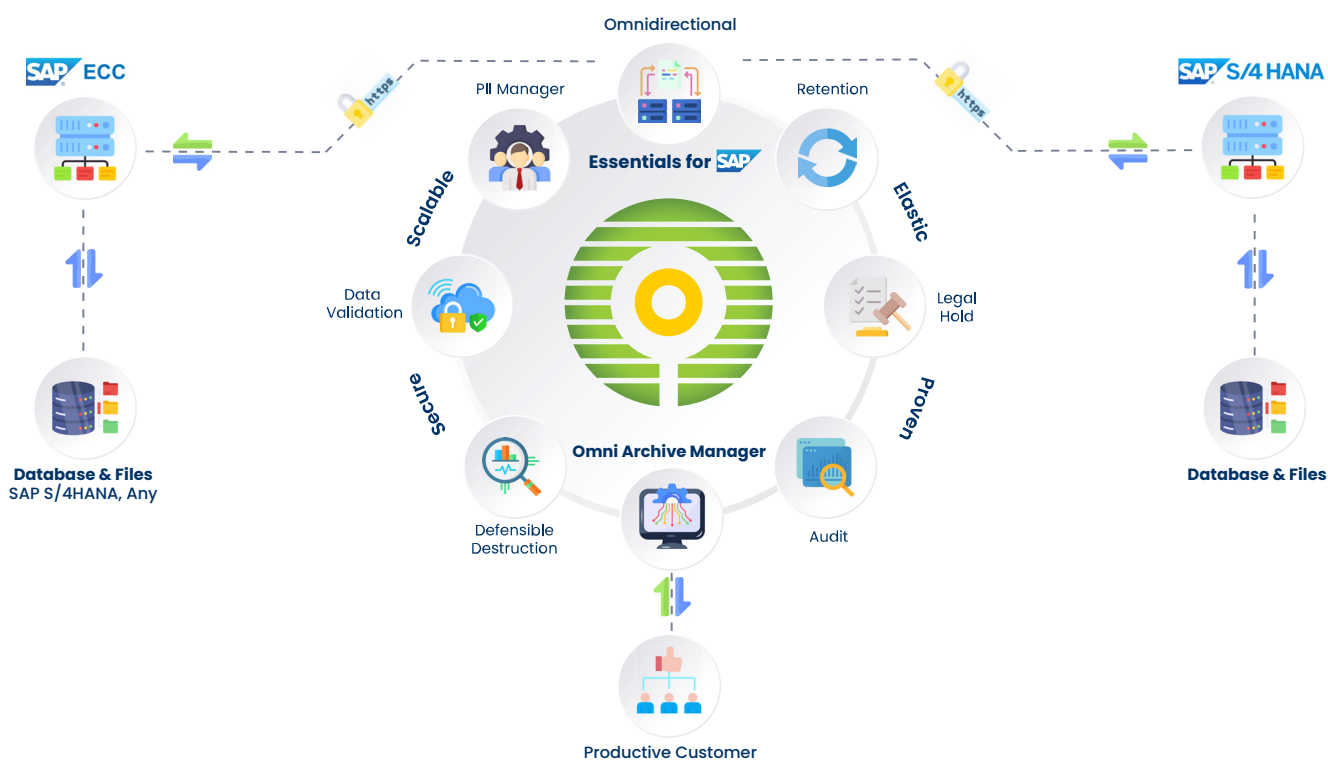 Omnidirectional
SAP ECC
SAP S/4 HANA
https
https
PII Manager
Retention
Essentials for SAP
Scalable
Elastic
Data
Validation
Legal
Hold
Secure
Proven
Omni Archive Manager
Database & Files
SAP S/4HANA, Any
Database & Files
Defensible
Destruction
Audit
Productive Customer